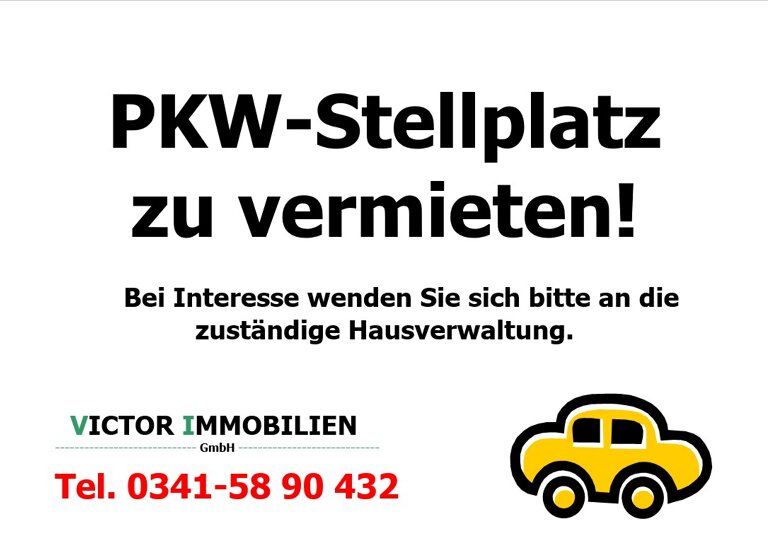 PKW-Stellplatz
zu vermieten!
Bei Interesse wenden Sie sich bitte an die
zuständige Hausverwaltung.
VICTOR IMMOBILIEN
GmbH
Tel. 0341-58 90 432